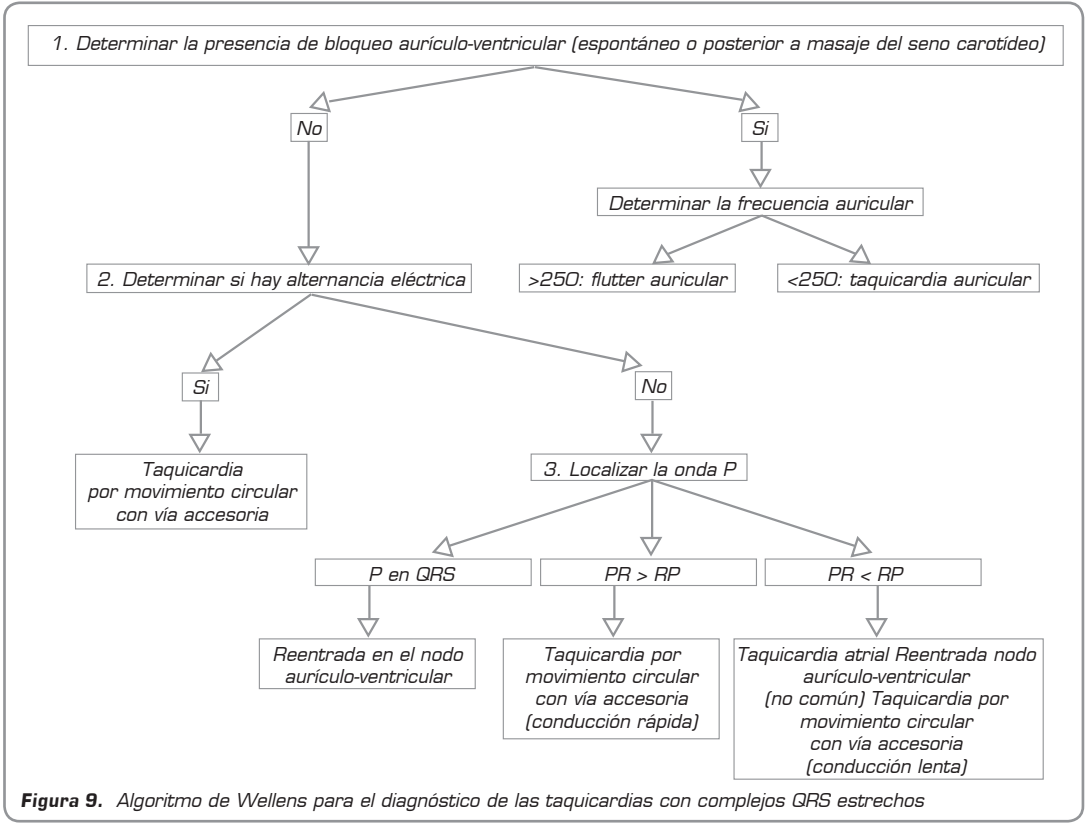 1. Determinar la presencia de bloqueo aurículo-ventricular (espontáneo o posterior a masaje del seno carotídeo)
No
Si
Determinar la frecuencia auricular
2. Determinar si hay alternancia eléctrica
>250: flutter auricular
<250: taquicardia auricular
Si
No
Taquicardia
por movimiento circular
con vía accesoria
3. Localizar la onda P
P en QRS
PR > RP
PR < RP
Reentrada en el nodo
aurículo-ventricular
Taquicardia por
movimiento circular
con vía accesoria
(conducción rápida)
Taquicardia atrial Reentrada nodo
aurículo-ventricular
(no común) Taquicardia por
movimiento circular
con vía accesoria
(conducción lenta)
Figura 9. Algoritmo de Wellens para el diagnóstico de las taquicardias con complejos QRS estrechos